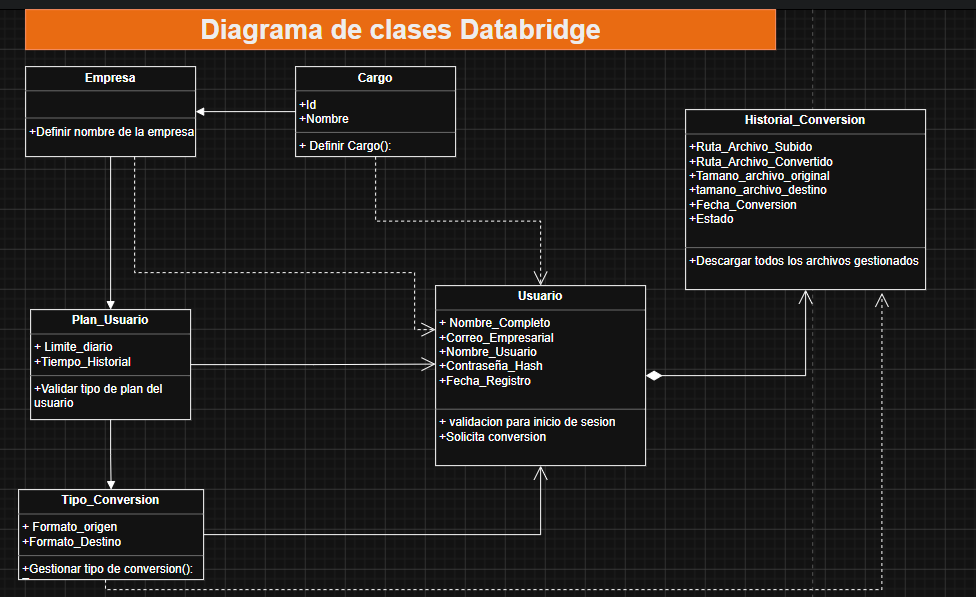 Diagrama de clases Databridge
Empresa
+Definir nombre de la empresa
Cargo
+Id
+Nombre
+ Definir Cargo():
Historial_Conversion
+Ruta_Archivo_Subido
+Ruta_Archivo_Convertido
+Tamano_archivo_original
+tamano_archivo_destino
+Fecha_Conversion
+Estado
+Descargar todos los archivos gestionados
Plan_Usuario
+ Limite_diario
+Tiempo_Historial
+Validar tipo de plan del
usuario
Usuario
+ Nombre_Completo
+Correo_Empresarial
+Nombre_Usuario
+Contraseña_Hash
+Fecha_Registro
+ validacion para inicio de sesion
+Solicita conversion
Tipo_Conversion
+ Formato_origen
+Formato_Destino
+Gestionar tipo de conversion():